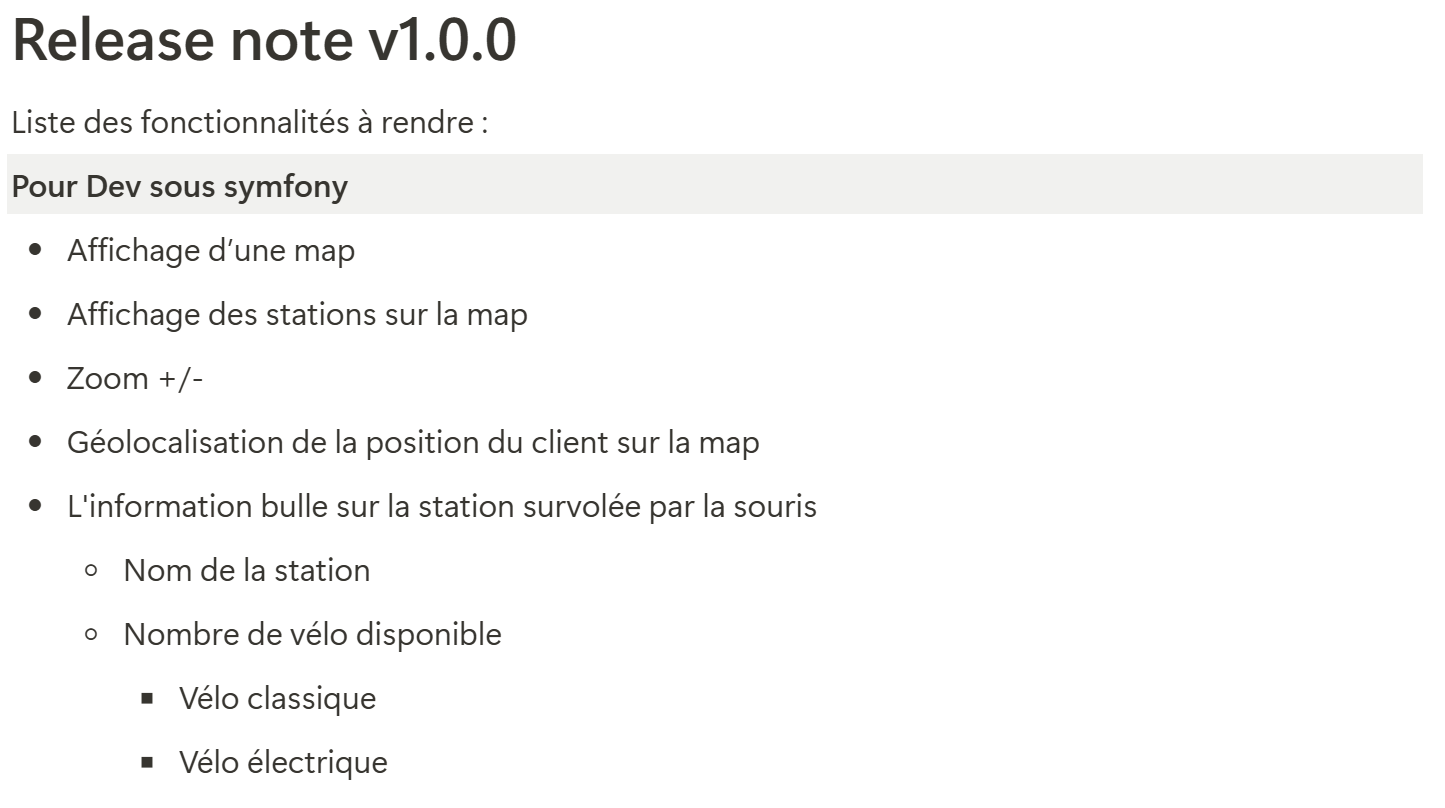 Release note v1.0.0
Liste des fonctionnalités à rendre :
Pour Dev sous symfony
• Affichage d’une map
• Affichage des stations sur la map
• Zoom +/-
• Géolocalisation de la position du client sur la map
• L'information bulle sur la station survolée par la souris
◦ Nom de la station
◦ Nombre de vélo disponible
▪ Vélo classique
▪ Vélo électrique